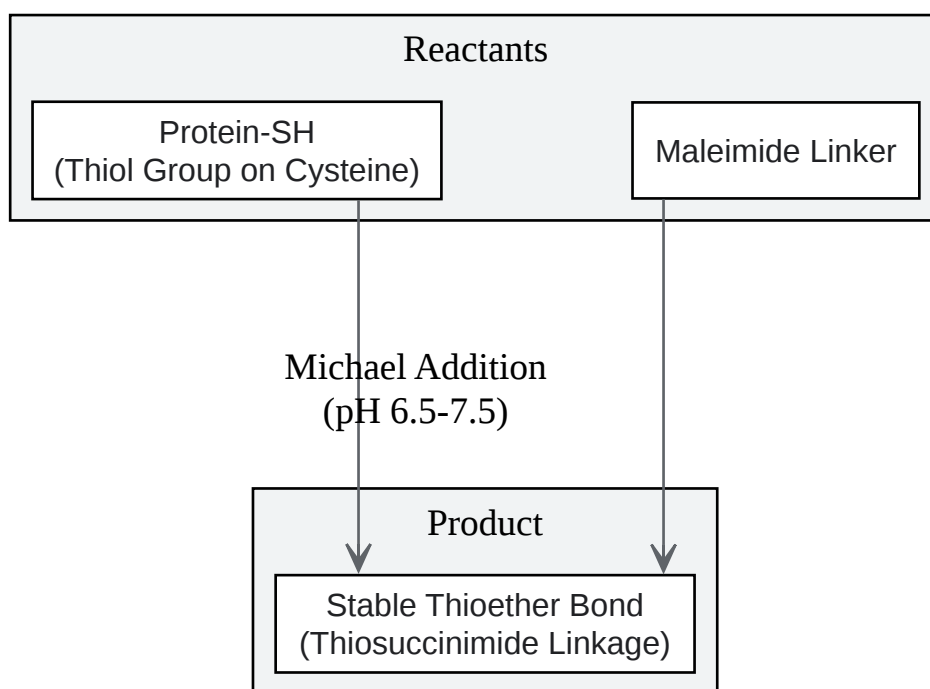 Reactants
Protein-SH
(Thiol Group on Cysteine)
Maleimide Linker
Michael Addition
(pH 6.5-7.5)
Product
Stable Thioether Bond
(Thiosuccinimide Linkage)